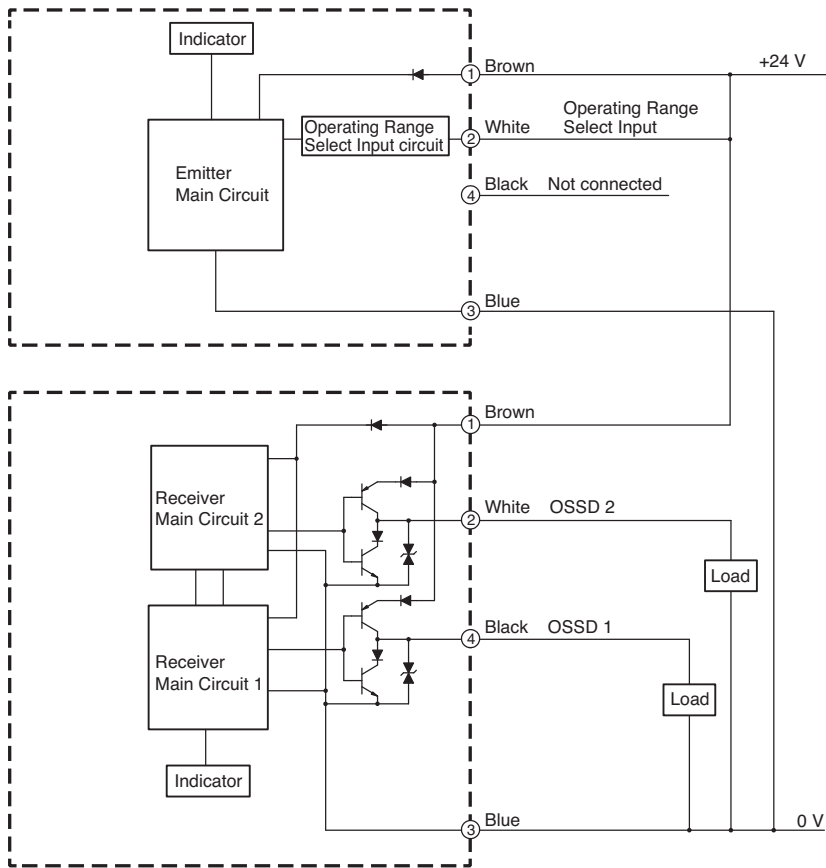 Indicator
① Brown
+24 V
Operating Range
Select Input circuit
② White
Operating Range
Select Input
Emitter
Main Circuit
④ Black Not connected
③ Blue
① Brown
Receiver
Main Circuit 2
② White OSSD 2
Load
④ Black OSSD 1
Receiver
Main Circuit 1
Load
Indicator
③ Blue
0 V